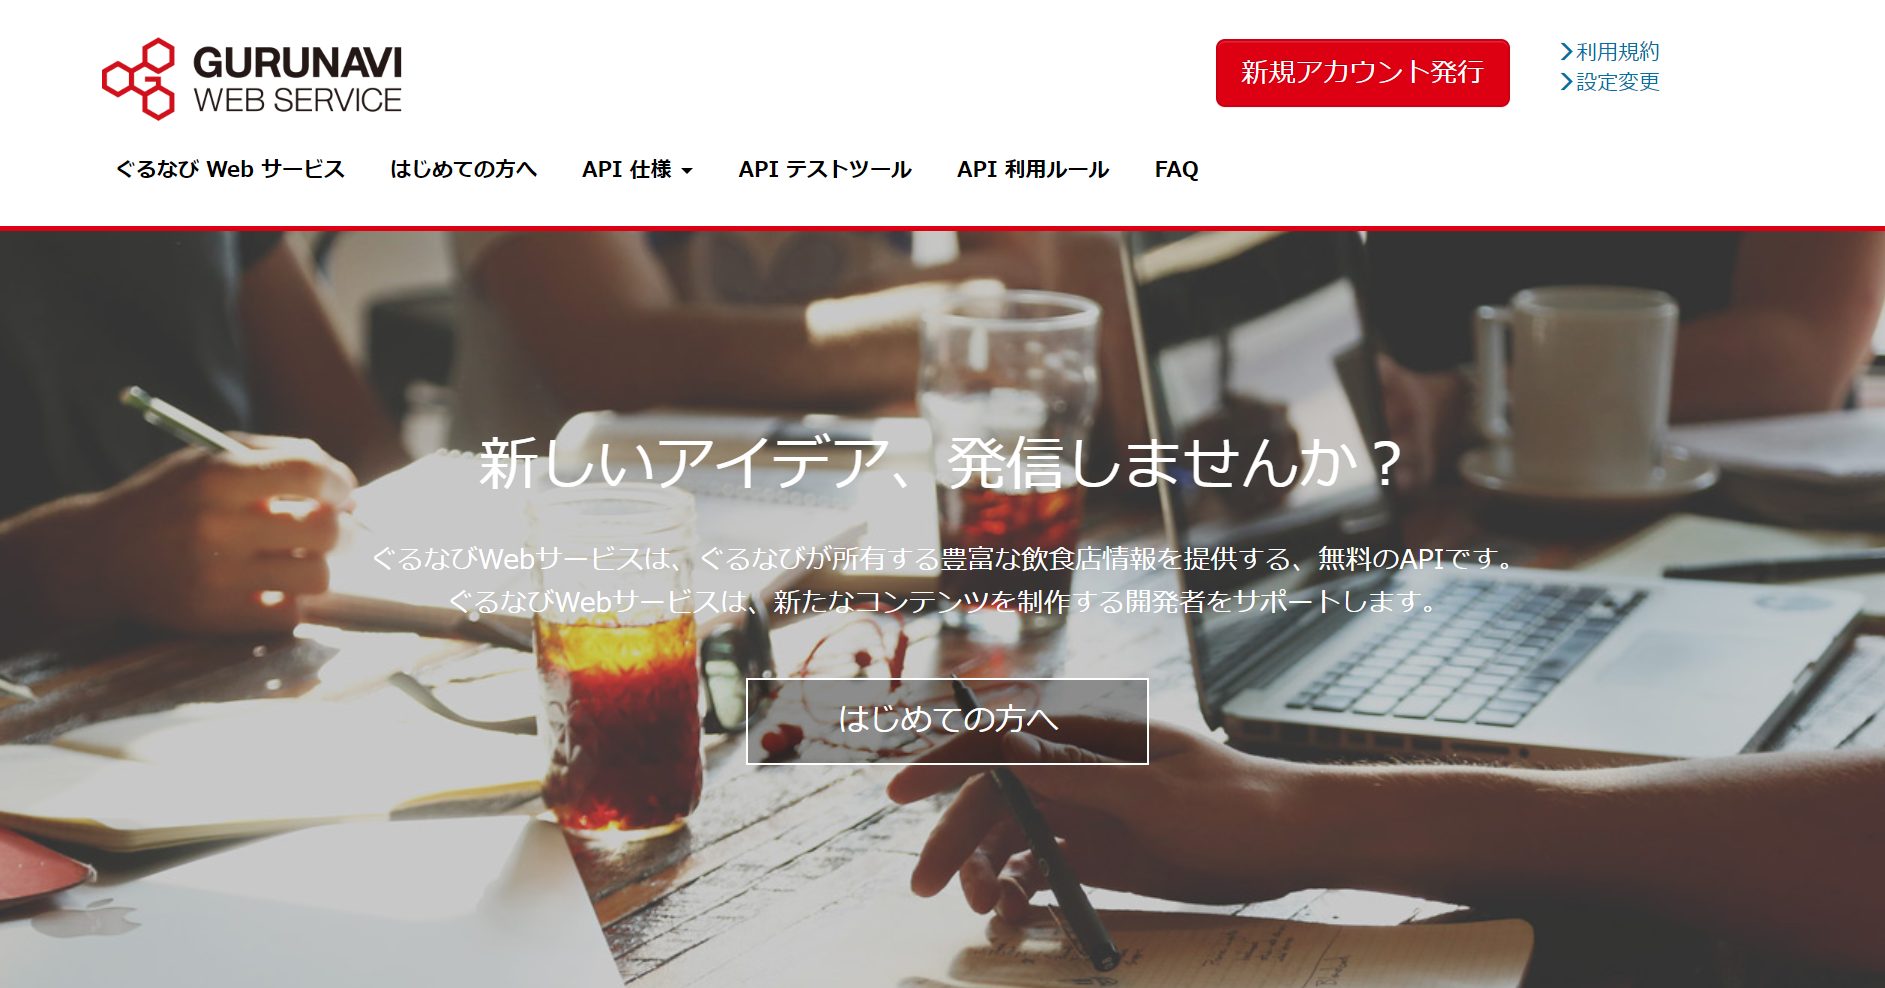 GURUNAVI
WEB SERVICE
新規アカウント発行
利用規約
設定変更
ぐるなび Web サービス はじめての方へ API 仕様 API テストツール API 利用ルール FAQ
新しいアイデア、発信しませんか？
ぐるなびWebサービスは、ぐるなびが所有する豊富な飲食店情報を提供する、無料のAPIです。
ぐるなびWebサービスは、新たなコンテンツを制作する開発者をサポートします。
はじめての方へ